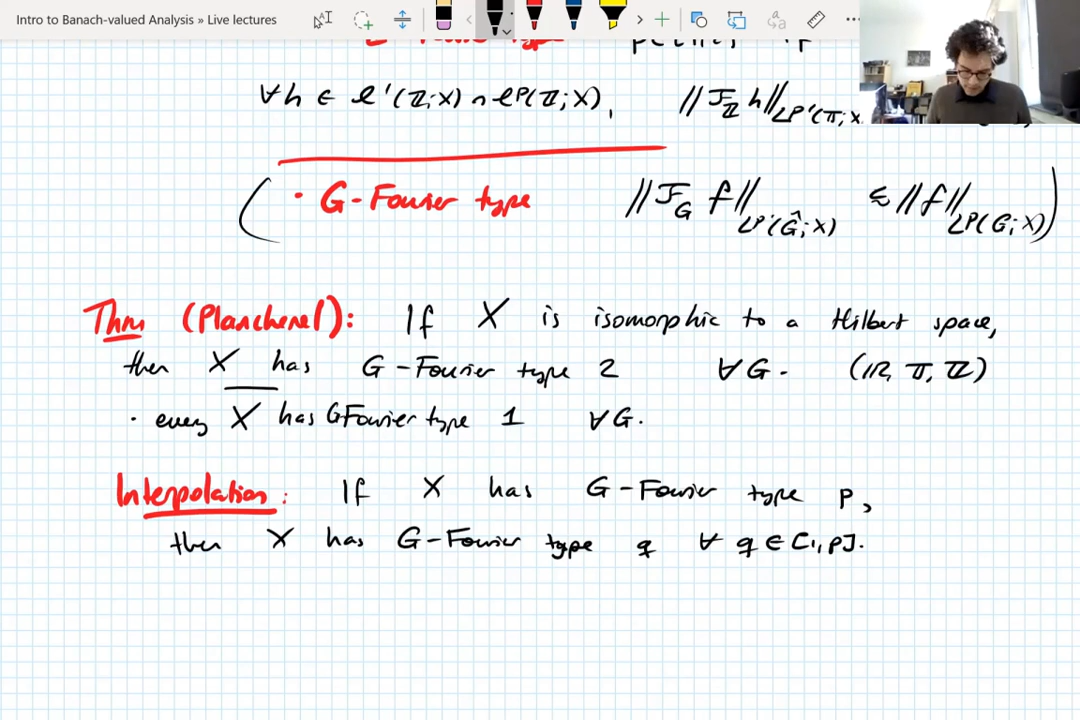 Intro to Banach-valued Analysis » Live lectures
∀h ∈ ℓ¹(ℤ;X) ∩ ℓᵖ(ℤ;X), ‖F_ℤ h‖_{Lᵖ'(𝕋;X
( · G-Fourier type ‖F_G f‖_{Lᵖ'(Ĝ;X)} ≲ ‖f‖_{Lᵖ(G;X)} )
Thm (Plancherel): If X is isomorphic to a Hilbert space,
then X has G-Fourier type 2 ∀G. (ℝ, 𝕋, ℤ)
· every X has G Fourier type 1 ∀G.
Interpolation: If X has G-Fourier type p,
then X has G-Fourier type q ∀ q ∈ [1,p].